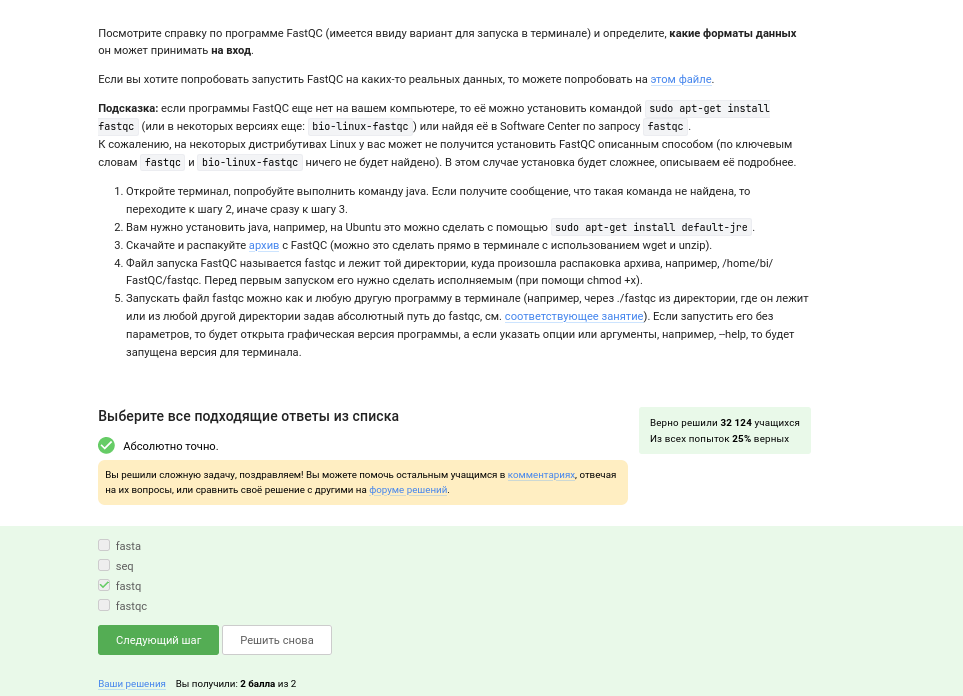 Посмотрите справку по программе FastQC (имеется ввиду вариант для запуска в терминале) и определите, какие форматы данных
он может принимать на вход.
Если вы хотите попробовать запустить FastQC на каких-то реальных данных, то можете попробовать на этом файле.
Подсказка: если программы FastQC еще нет на вашем компьютере, то её можно установить командой sudo apt-get install
fastqc (или в некоторых версиях еще: bio-linux-fastqc ) или найдя её в Software Center по запросу fastqc .
К сожалению, на некоторых дистрибутивах Linux у вас может не получится установить FastQC описанным способом (по ключевым
словам fastqc и bio-linux-fastqc ничего не будет найдено). В этом случае установка будет сложнее, описываем её подробнее.
1. Откройте терминал, попробуйте выполнить команду java. Если получите сообщение, что такая команда не найдена, то
переходите к шагу 2, иначе сразу к шагу 3.
2. Вам нужно установить java, например, на Ubuntu это можно сделать с помощью sudo apt-get install default-jre .
3. Скачайте и распакуйте архив с FastQC (можно это сделать прямо в терминале с использованием wget и unzip).
4. Файл запуска FastQC называется fastqc и лежит той директории, куда произошла распаковка архива, например, /home/bi/
FastQC/fastqc. Перед первым запуском его нужно сделать исполняемым (при помощи chmod +x).
5. Запускать файл fastqc можно как и любую другую программу в терминале (например, через ./fastqc из директории, где он лежит
или из любой другой директории задав абсолютный путь до fastqc, см. соответствующее занятие). Если запустить его без
параметров, то будет открыта графическая версия программы, а если указать опции или аргументы, например, –help, то будет
запущена версия для терминала.
Выберите все подходящие ответы из списка
Верно решили 32 124 учащихся
Из всех попыток 25% верных
Абсолютно точно.
Вы решили сложную задачу, поздравляем! Вы можете помочь остальным учащимся в комментариях, отвечая
на их вопросы, или сравнить своё решение с другими на форуме решений.
fasta
seq
fastq
fastqc
Следующий шаг
Решить снова
Ваши решения Вы получили: 2 балла из 2